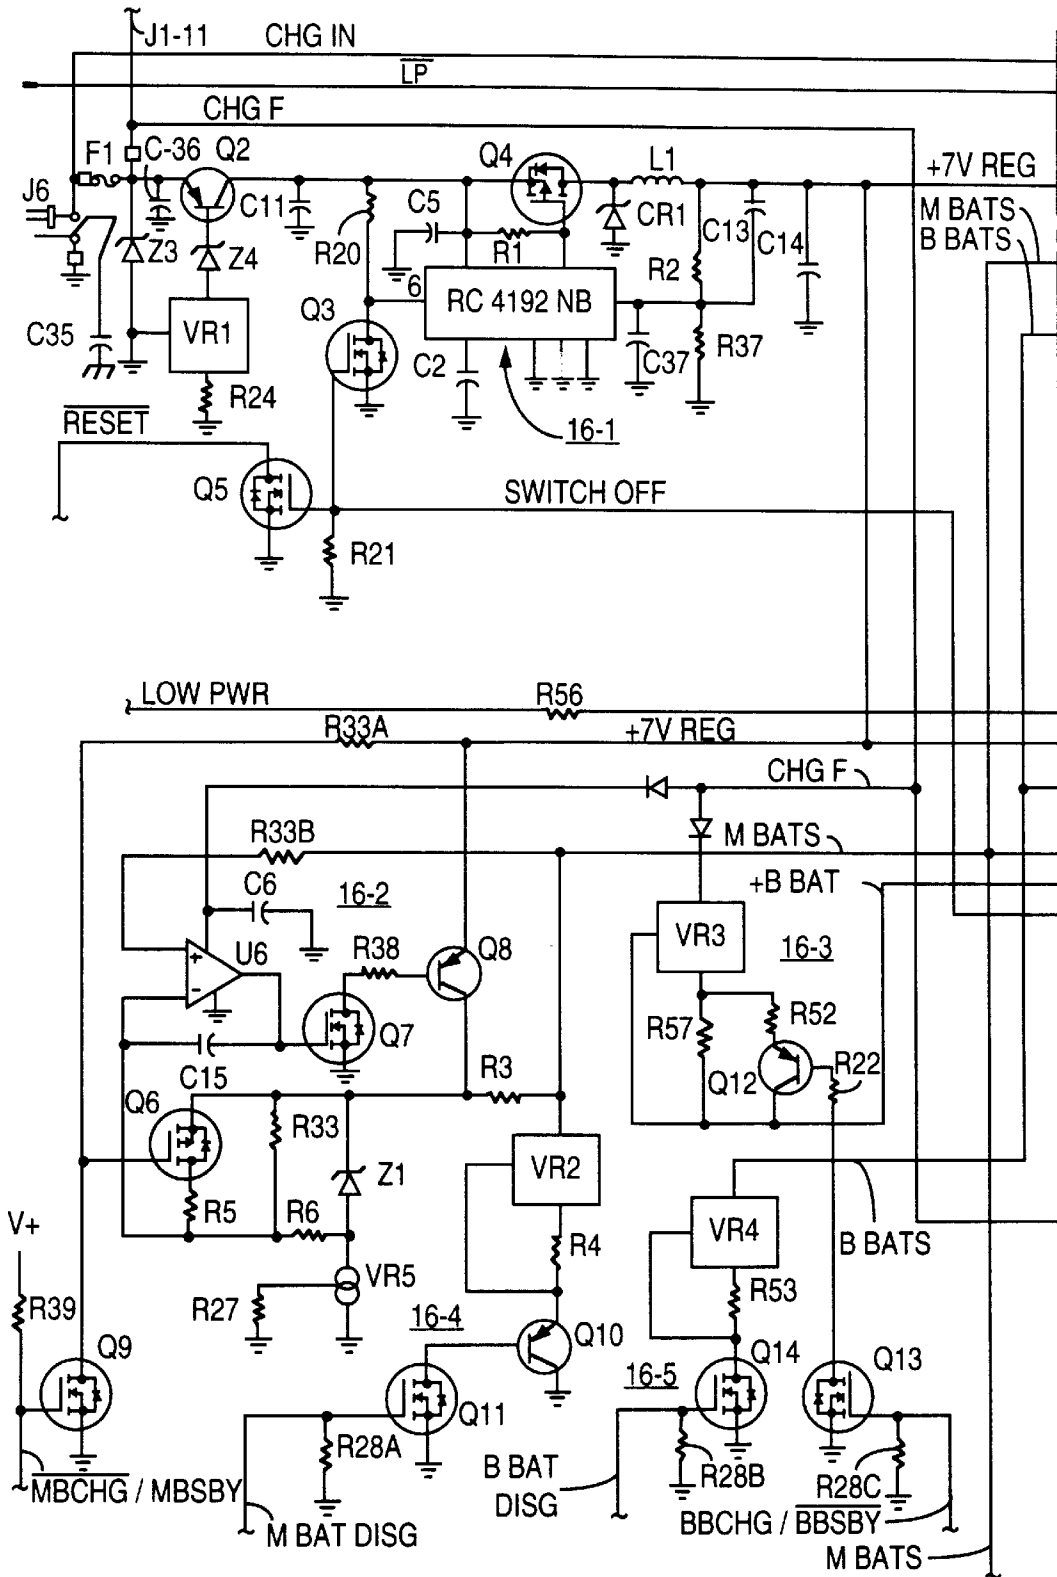 J1-11
CHG IN
LP
CHG F
F1
C-36
Q2
Q4
L1
+7V REG
J6
C11
C5
CR1
C13
C14
M BATS
B BATS
Z3
Z4
R20
R1
R2
6
RC 4192 NB
Q3
VR1
C35
C2
C37
R37
R24
16-1
RESET
Q5
SWITCH OFF
R21
LOW PWR
R56
R33A
+7V REG
CHG F
R33B
M BATS
C6
16-2
+B BAT
U6
+
-
R38
Q8
VR3
16-3
Q7
R57
R52
C15
R3
Q12
R22
Q6
R33
Z1
VR2
R5
R6
VR4
B BATS
V+
R4
VR5
R53
R39
R27
16-4
Q10
Q9
Q14
Q13
16-5
Q11
R28A
B BAT
DISG
R28B
R28C
MBCHG / MBSBY
BBCHG / BBSBY
M BAT DISG
M BATS